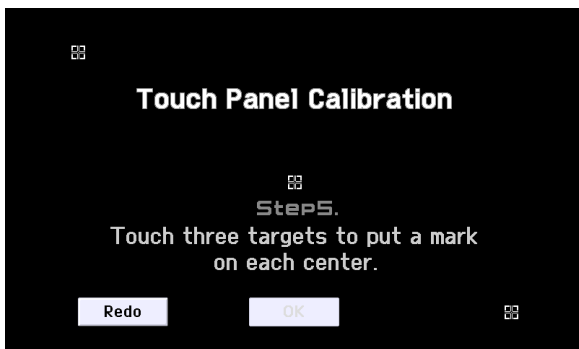 Touch Panel Calibration
Step5.
Touch three targets to put a mark
on each center.
Redo
OK